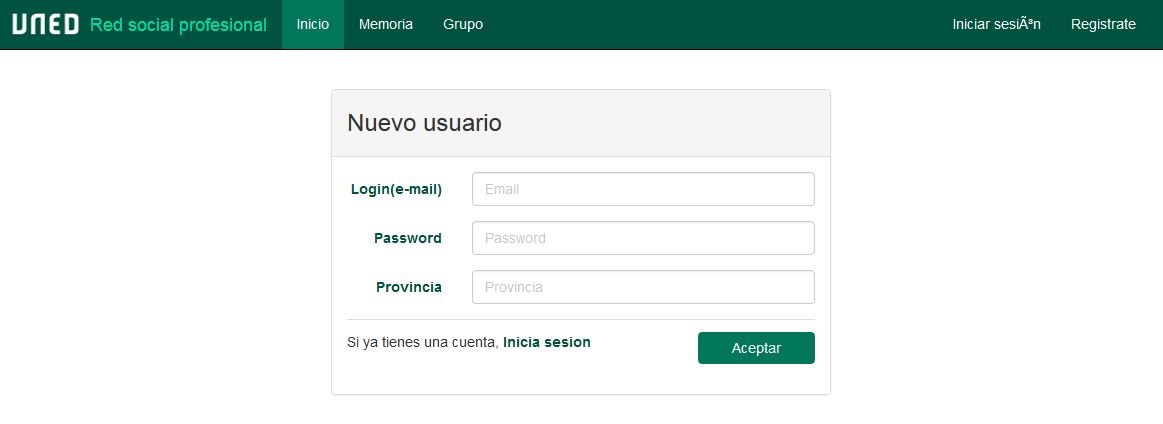 UNED Red social profesional Inicio Memoria Grupo Iniciar sesiÃ³n Registrate
Nuevo usuario
Login(e-mail) Email
Password Password
Provincia Provincia
Si ya tienes una cuenta, Inicia sesion Aceptar